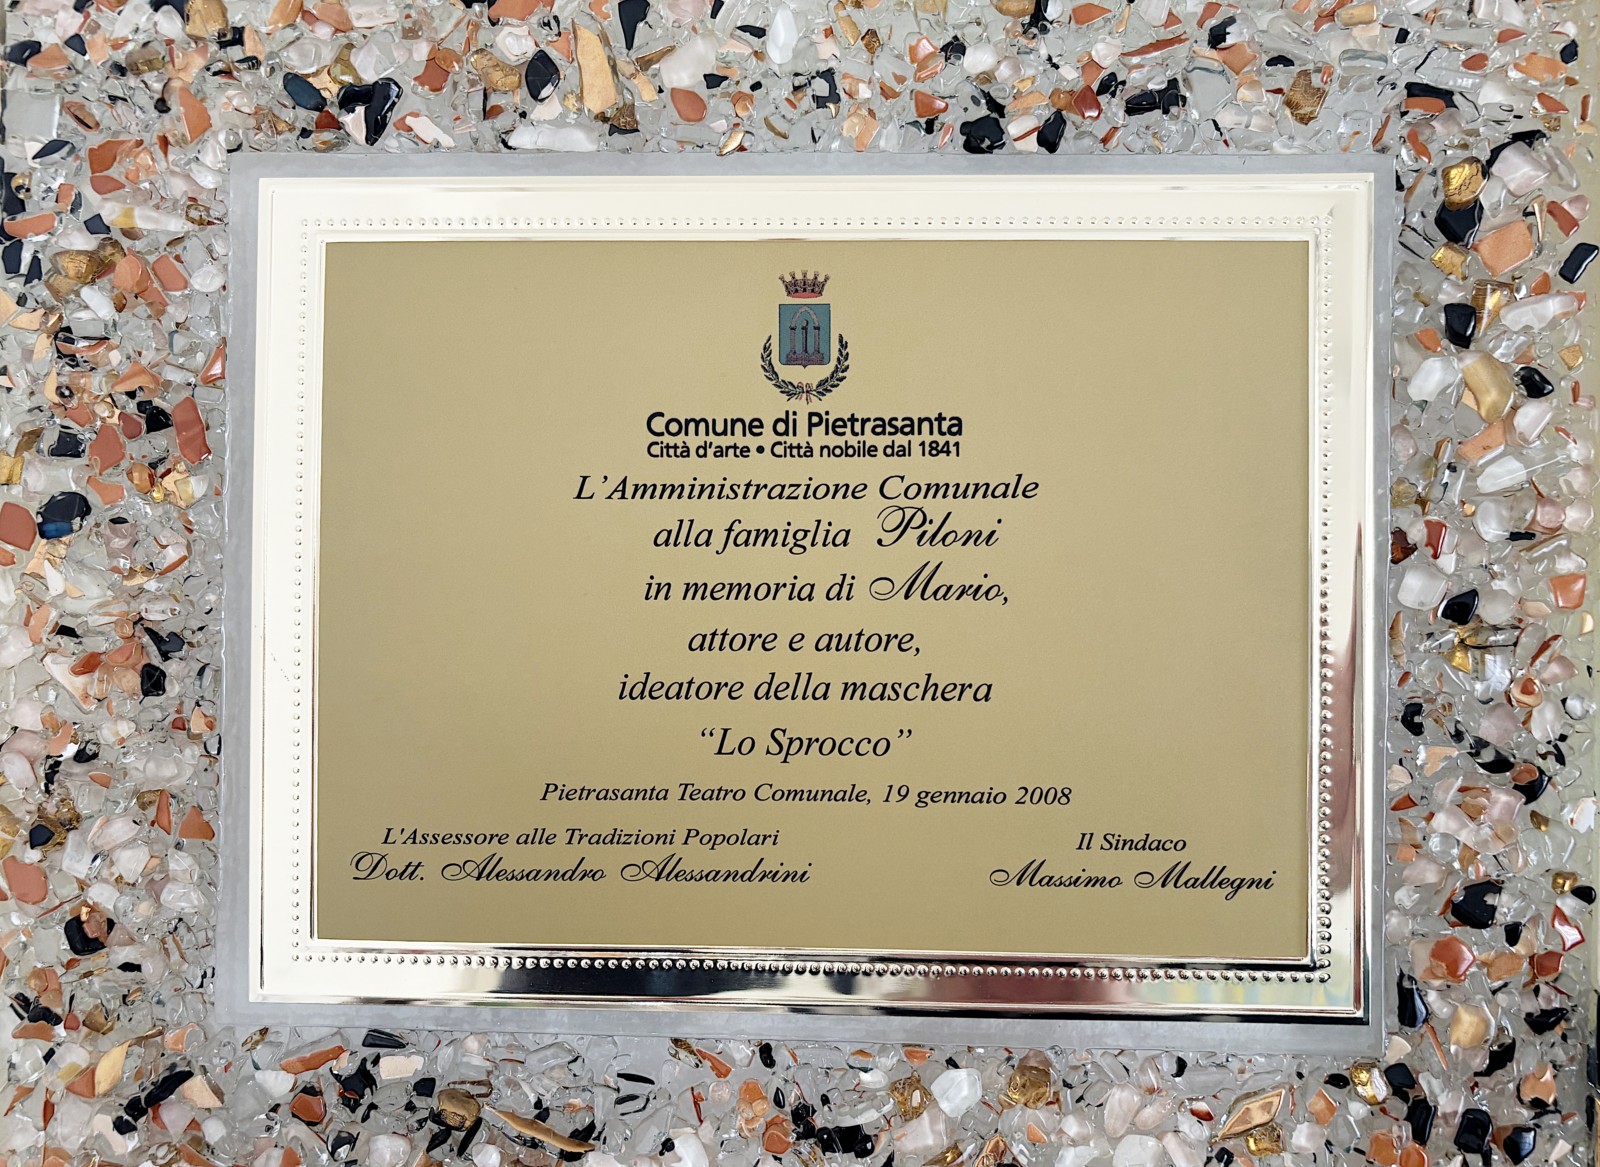 Comune di Pietrasanta
Città d'arte • Città nobile dal 1841
L'Amministrazione Comunale
alla famiglia Piloni
in memoria di Mario,
attore e autore,
ideatore della maschera
“Lo Sprocco”
Pietrasanta Teatro Comunale, 19 gennaio 2008
L'Assessore alle Tradizioni Popolari
Dott. Alessandro Alessandrini
Il Sindaco
Massimo Mallegni